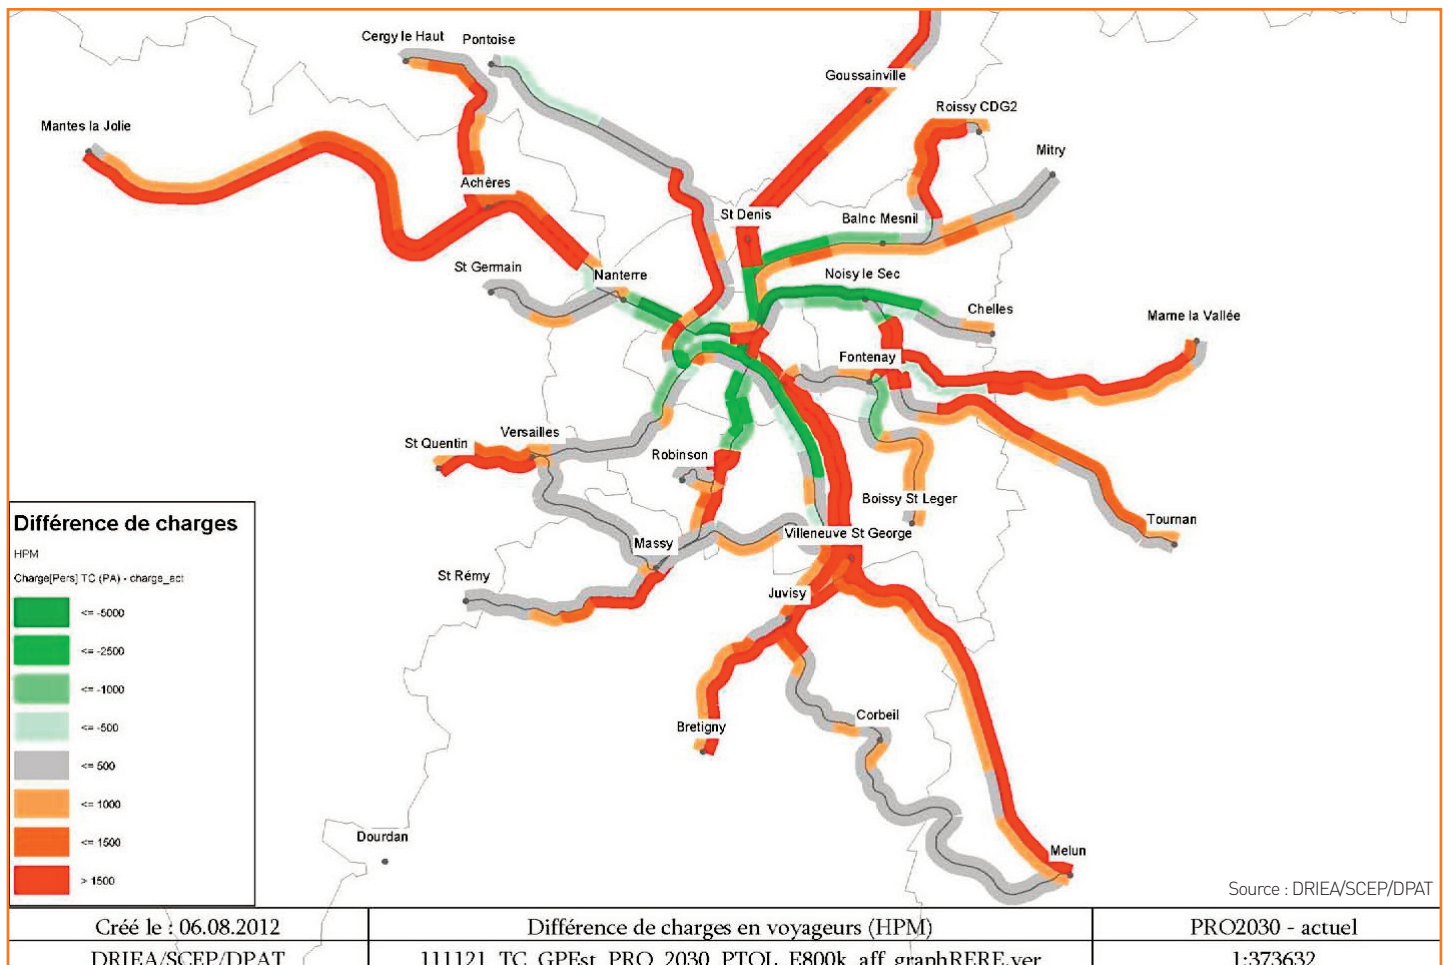 Cergy le Haut
Pontoise
Goussainville
Roissy CDG2
Mantes la Jolie
Mitry
Achères
St Denis
Balnc Mesnil
St Germain
Nanterre
Noisy le Sec
Chelles
Marne la Vallée
Fontenay
St Quentin
Versailles
Robinson
Boissy St Leger
Tournan
Massy
Villeneuve St George
St Rémy
Juvisy
Bretigny
Corbeil
Dourdan
Melun
Différence de charges
HPM
Charge[Pers] TC (PA) - charge_act
<= -5000
<= -2500
<= -1000
<= -500
<= 500
<= 1000
<= 1500
> 1500
Source : DRIEA/SCEP/DPAT
Créé le : 06.08.2012
Différence de charges en voyageurs (HPM)
PRO2030 - actuel
DRIEA/SCEP/DPAT
111121_TC_GPEst_PRO_2030_PTOL_E800k_aff_graphRERE.ver
1:373632